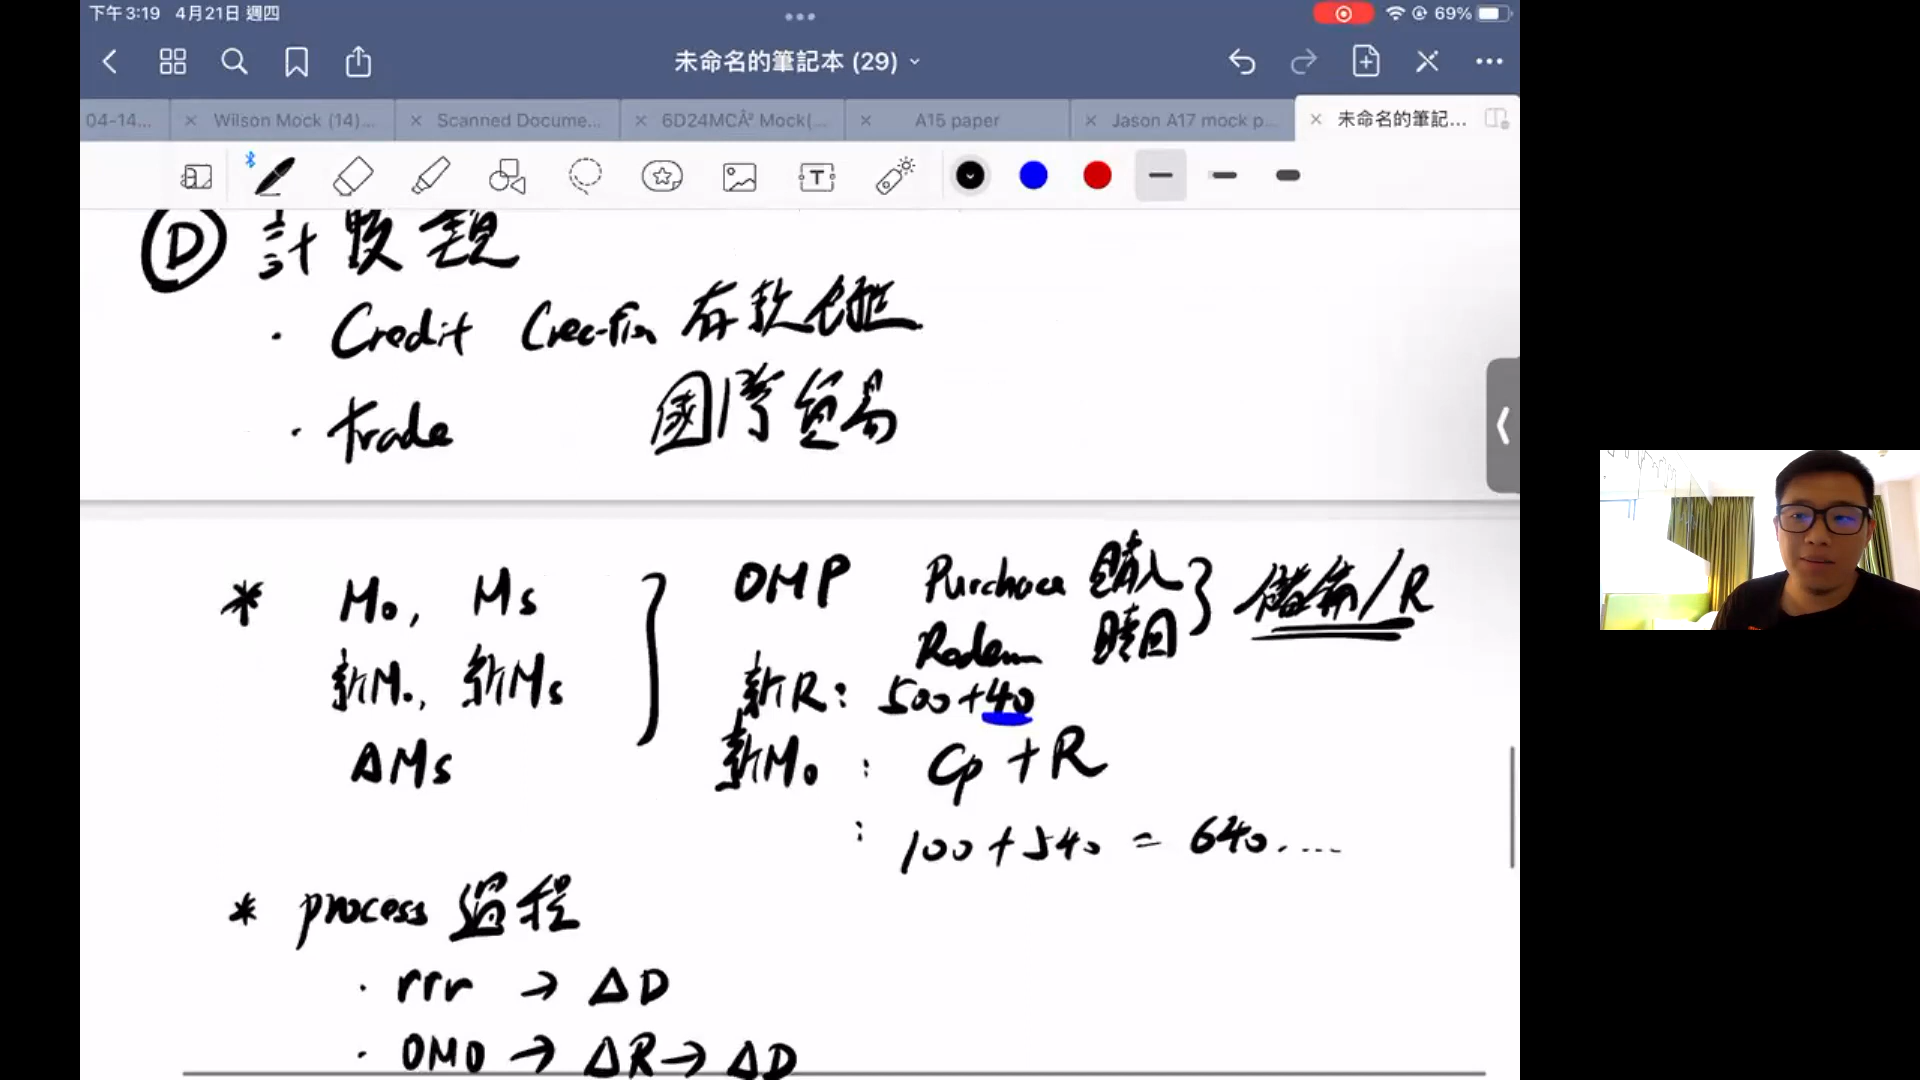 下午3:19 4月21日 週四
69%
未命名的筆記本 (29)
04-14...
Wilson Mock (14)...
Scanned Docume...
6D24MCÂ² Mock(...
A15 paper
Jason A17 mock p...
未命名的筆記...
Ⓓ 計數題
· Credit Creation 存款創造
· trade 國際貿易
* M₀, Ms
新M₀, 新Ms
ΔMs
OMP Purchase 購入
Redem 贖回
儲備/R
新R: 500+40
新M₀ : Cp + R
: 100 + 540 = 640....
* process 過程
· rrr → ΔD
· OMO → ΔR → ΔD